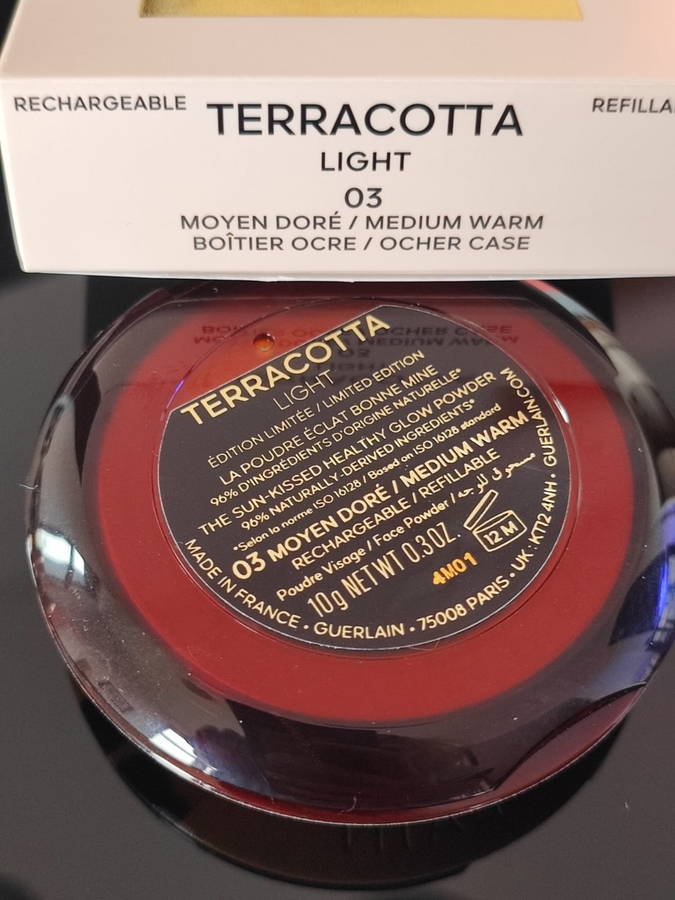 RECHARGEABLE
TERRACOTTA
LIGHT
03
MOYEN DORÉ / MEDIUM WARM
BOÎTIER OCRE / OCHER CASE
TERRACOTTA
LIGHT
ÉDITION LIMITÉE / LIMITED EDITION
LA POUDRE ÉCLAT BONNE MINE
96% D'INGRÉDIENTS D'ORIGINE NATURELLE*
THE SUN-KISSED HEALTHY GLOW POWDER
96% NATURALLY-DERIVED INGREDIENTS*
*Selon la norme ISO 16128 / Based on ISO 16128 standard
03 MOYEN DORÉ / MEDIUM WARM
RECHARGEABLE / REFILLABLE
Poudre Visage / Face Powder / مسحوق للوجه
10g NET WT 0.3 OZ.
4M01
12 M
MADE IN FRANCE • GUERLAIN • 75008 PARIS • UK: KT12 4NH • GUERLAIN.COM